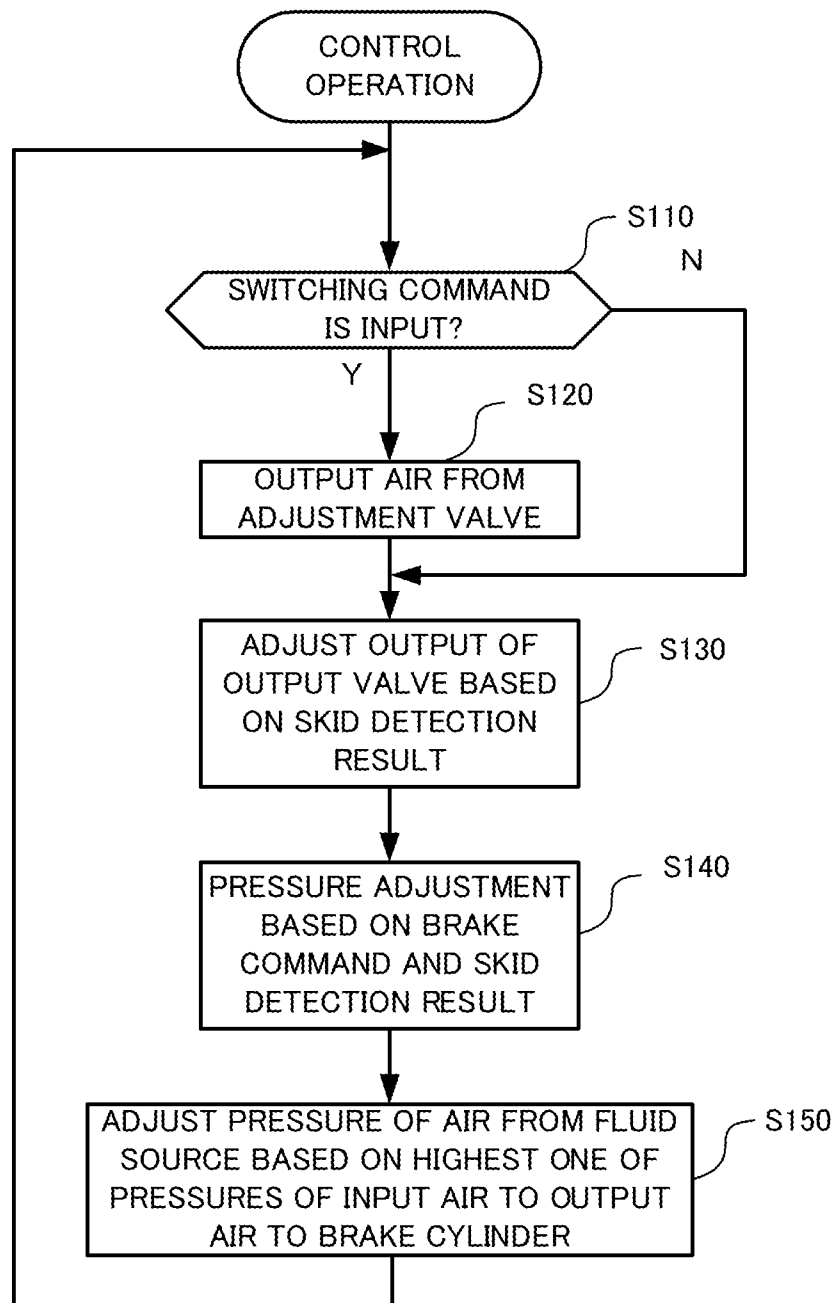 CONTROL
OPERATION
S110
N
SWITCHING COMMAND
IS INPUT?
Y
S120
OUTPUT AIR FROM
ADJUSTMENT VALVE
S130
ADJUST OUTPUT OF
OUTPUT VALVE BASED
ON SKID DETECTION
RESULT
S140
PRESSURE ADJUSTMENT
BASED ON BRAKE
COMMAND AND SKID
DETECTION RESULT
S150
ADJUST PRESSURE OF AIR FROM FLUID
SOURCE BASED ON HIGHEST ONE OF
PRESSURES OF INPUT AIR TO OUTPUT
AIR TO BRAKE CYLINDER